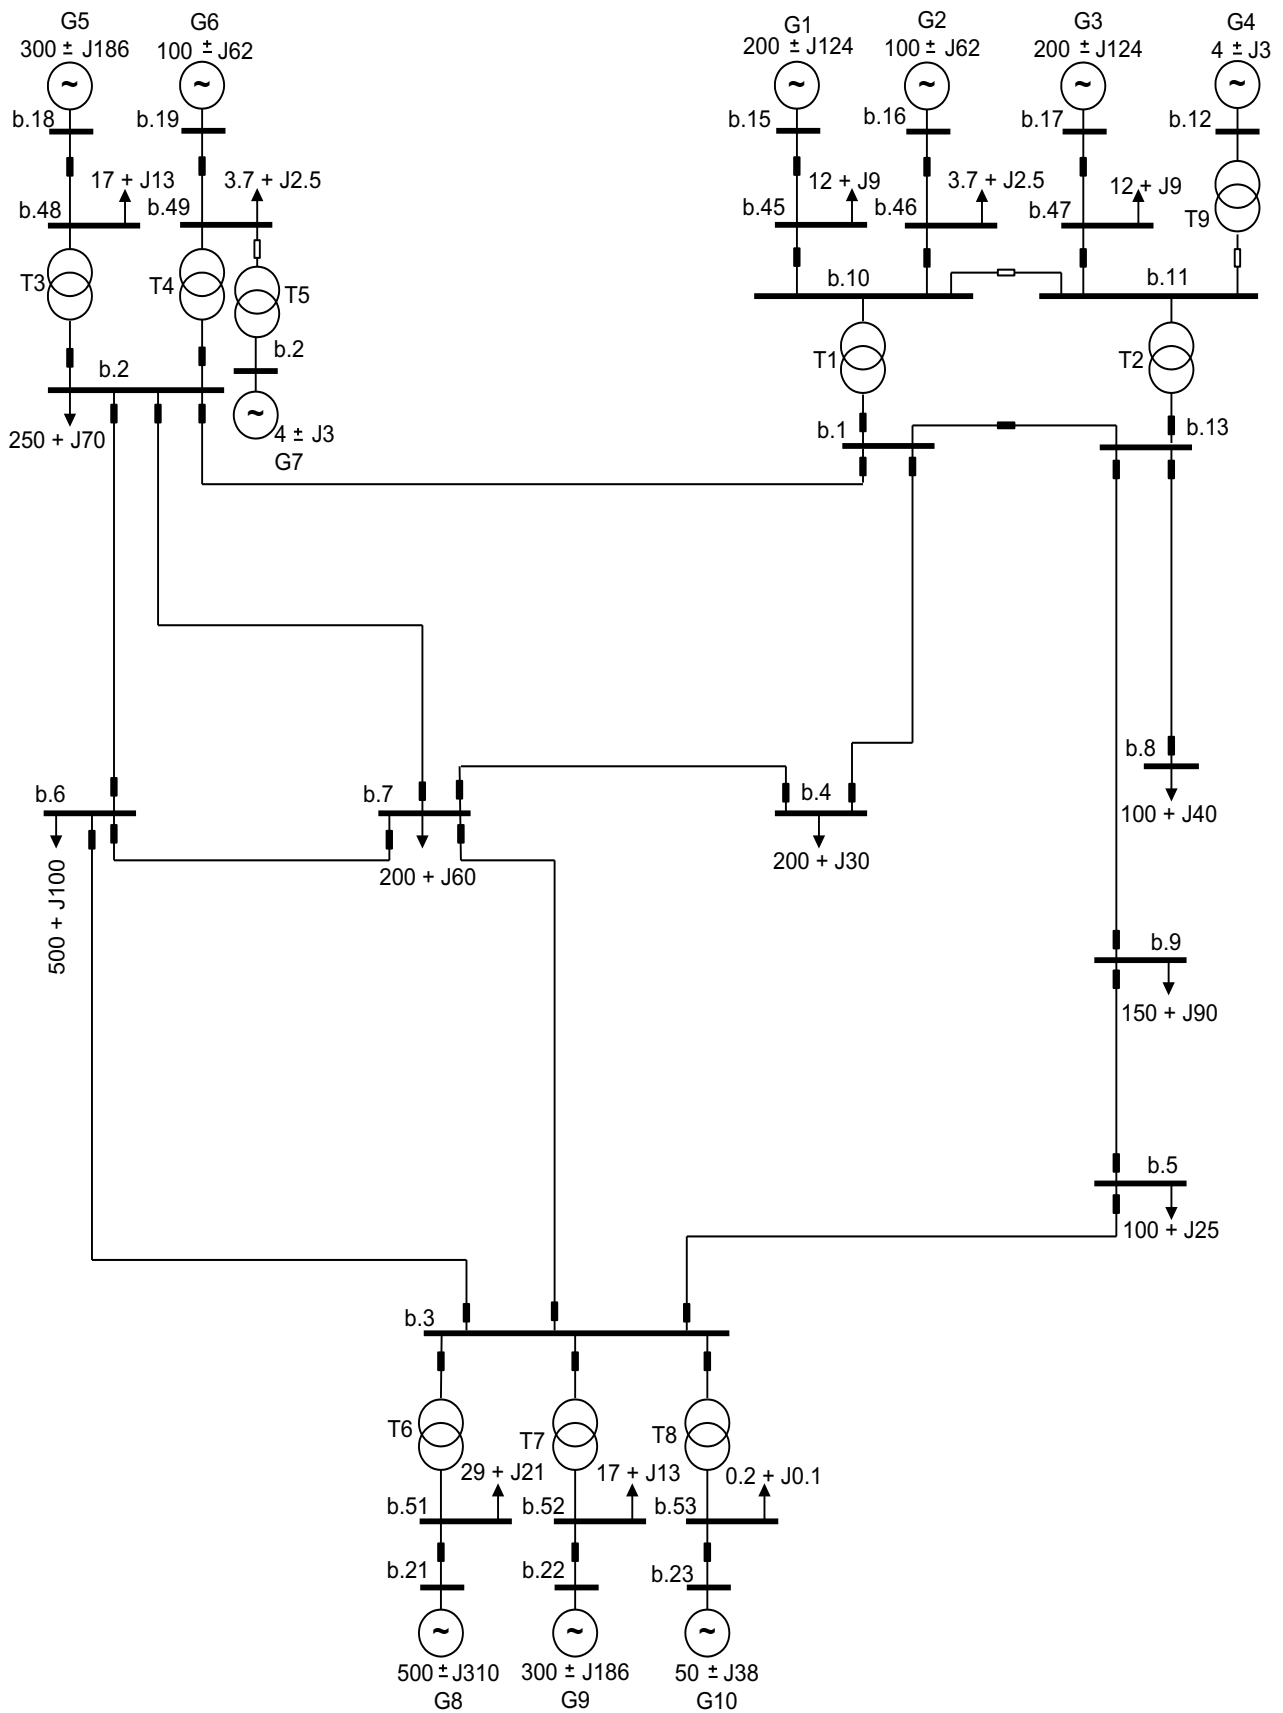 G5
300 ± J186
G6
100 ± J62
G1
200 ± J124
G2
100 ± J62
G3
200 ± J124
G4
4 ± J3
~
~
~
~
~
~
b.18
b.19
b.15
b.16
b.17
b.12
17 + J13
3.7 + J2.5
12 + J9
3.7 + J2.5
12 + J9
b.48
b.49
b.45
b.46
b.47
T9
T3
T4
T5
b.10
b.11
b.2
b.2
T1
T2
~
250 + J70
4 ± J3
G7
b.1
b.13
b.8
100 + J40
b.6
b.7
b.4
500 + J100
200 + J60
200 + J30
b.9
150 + J90
b.5
100 + J25
b.3
T6
T7
T8
29 + J21
17 + J13
0.2 + J0.1
b.51
b.52
b.53
b.21
b.22
b.23
~
~
~
500 ± J310
G8
300 ± J186
G9
50 ± J38
G10